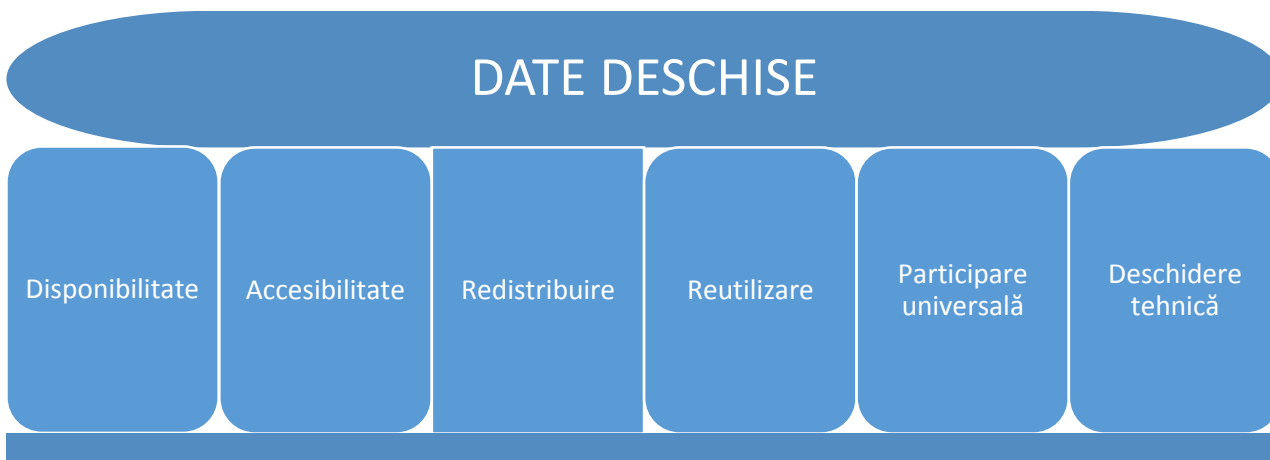 DATE DESCHISE
Disponibilitate
Accesibilitate
Redistribuire
Reutilizare
Participare
universală
Deschidere
tehnică